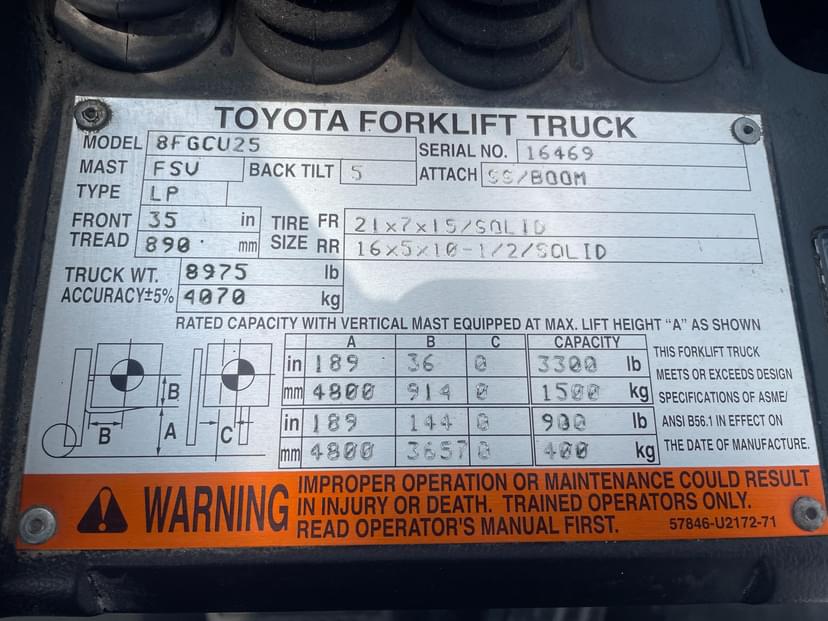 TOYOTA FORKLIFT TRUCK
MODEL 8FGCU25 SERIAL NO. 16469
MAST FSV BACK TILT 5 ATTACH SS/BOOM
TYPE LP
FRONT TREAD 35 in TIRE SIZE FR 21x7x15/SOLID
890 mm RR 16x5x10-1/2/SOLID
TRUCK WT. 8975 lb
ACCURACY±5% 4070 kg
RATED CAPACITY WITH VERTICAL MAST EQUIPPED AT MAX. LIFT HEIGHT "A" AS SHOWN
A B C CAPACITY
in 189 36 0 3300 lb
mm 4800 914 0 1500 kg
in 189 144 0 900 lb
mm 4800 3657 0 400 kg
THIS FORKLIFT TRUCK
MEETS OR EXCEEDS DESIGN
SPECIFICATIONS OF ASME/
ANSI B56.1 IN EFFECT ON
THE DATE OF MANUFACTURE.
B B A C
WARNING
IMPROPER OPERATION OR MAINTENANCE COULD RESULT
IN INJURY OR DEATH. TRAINED OPERATORS ONLY.
READ OPERATOR'S MANUAL FIRST. 57846-U2172-71